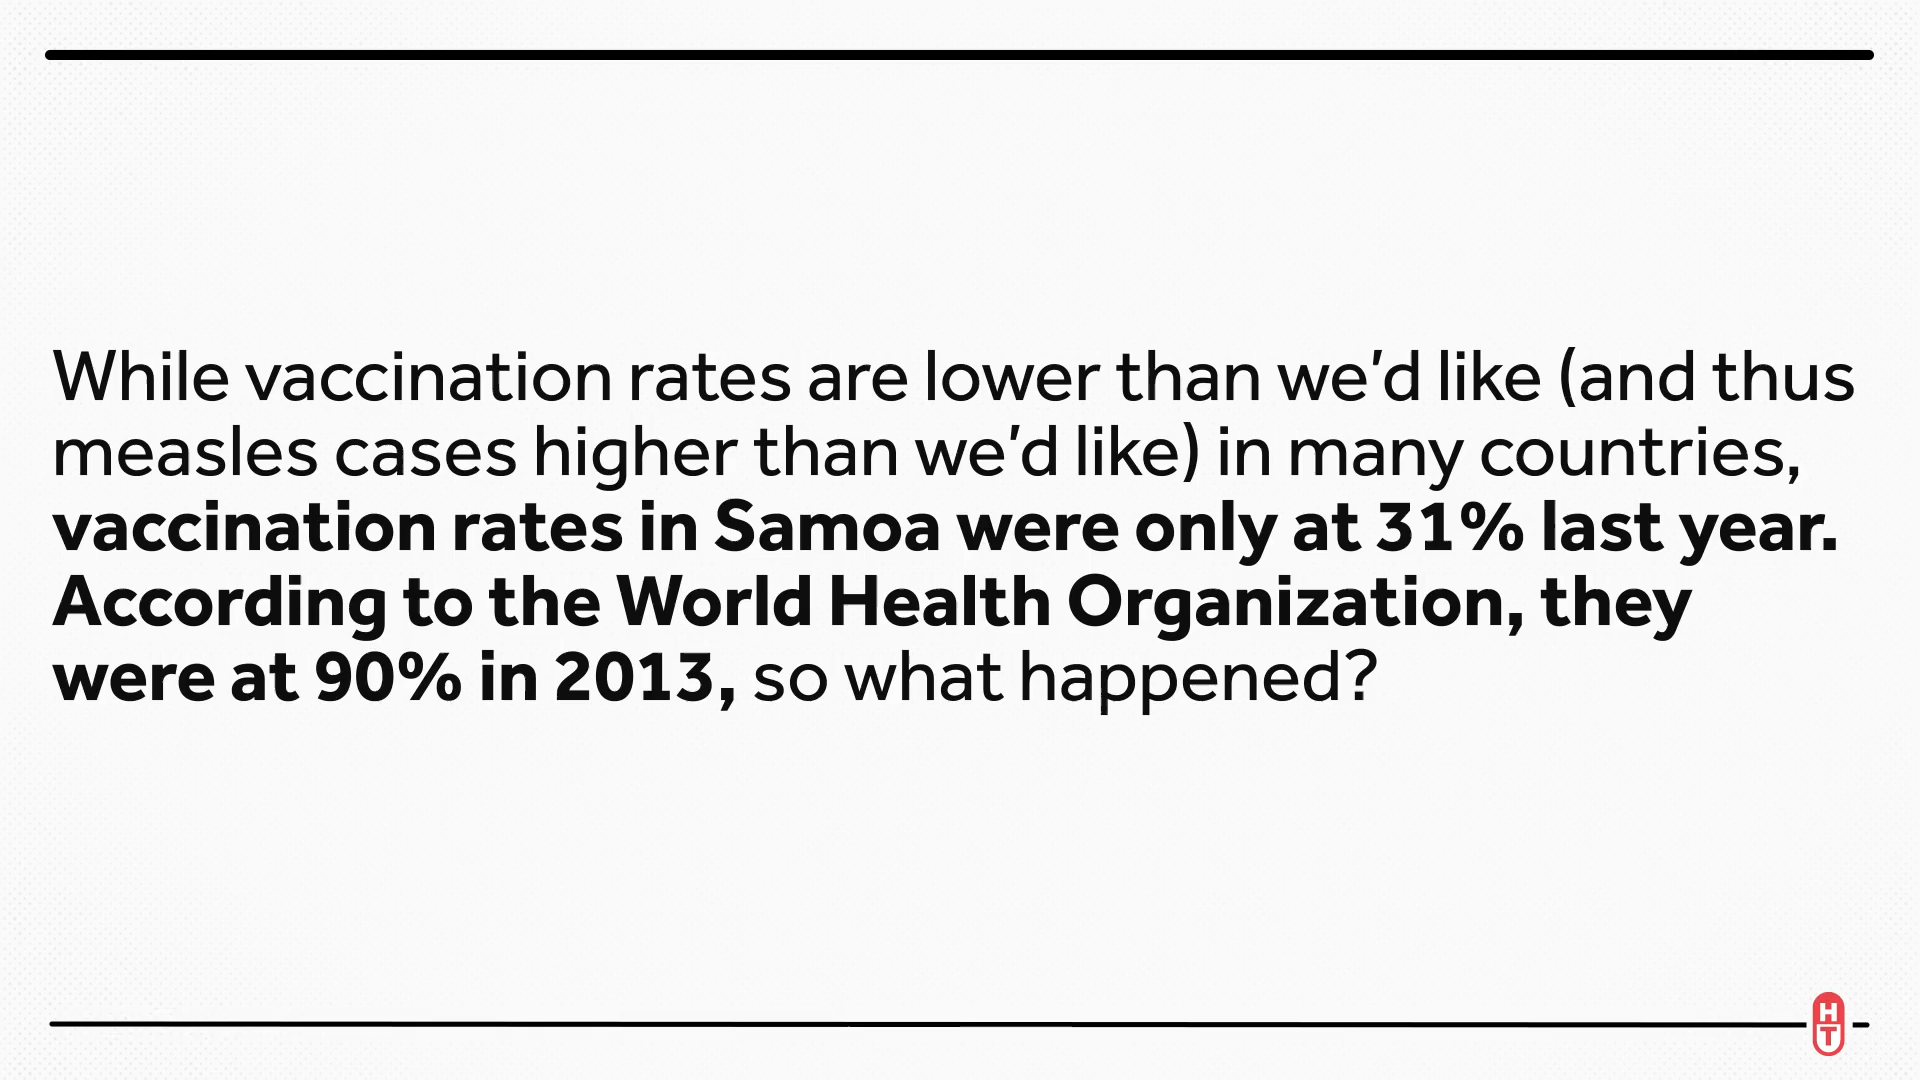 While vaccination rates are lower than we’d like (and thus
measles cases higher than we’d like) in many countries,
vaccination rates in Samoa were only at 31% last year.
According to the World Health Organization, they
were at 90% in 2013, so what happened?
H
T